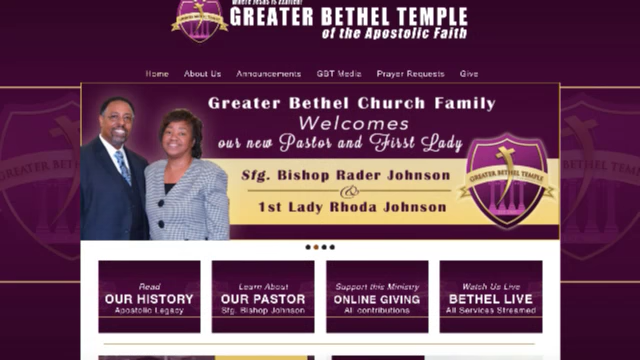 Where Jesus is Exalted!
GREATER BETHEL TEMPLE
of the Apostolic Faith
Home About Us Announcements GBT Media Prayer Requests Give
Greater Bethel Church Family
Welcomes
our new Pastor and First Lady
Sfg. Bishop Rader Johnson
&
1st Lady Rhoda Johnson
GREATER BETHEL TEMPLE
Read
OUR HISTORY
Apostolic Legacy
Learn About
OUR PASTOR
Sfg. Bishop Johnson
Support this Ministry
ONLINE GIVING
All contributions
Watch Us Live
BETHEL LIVE
All Services Streamed
GREATER BETH
TEMPLE